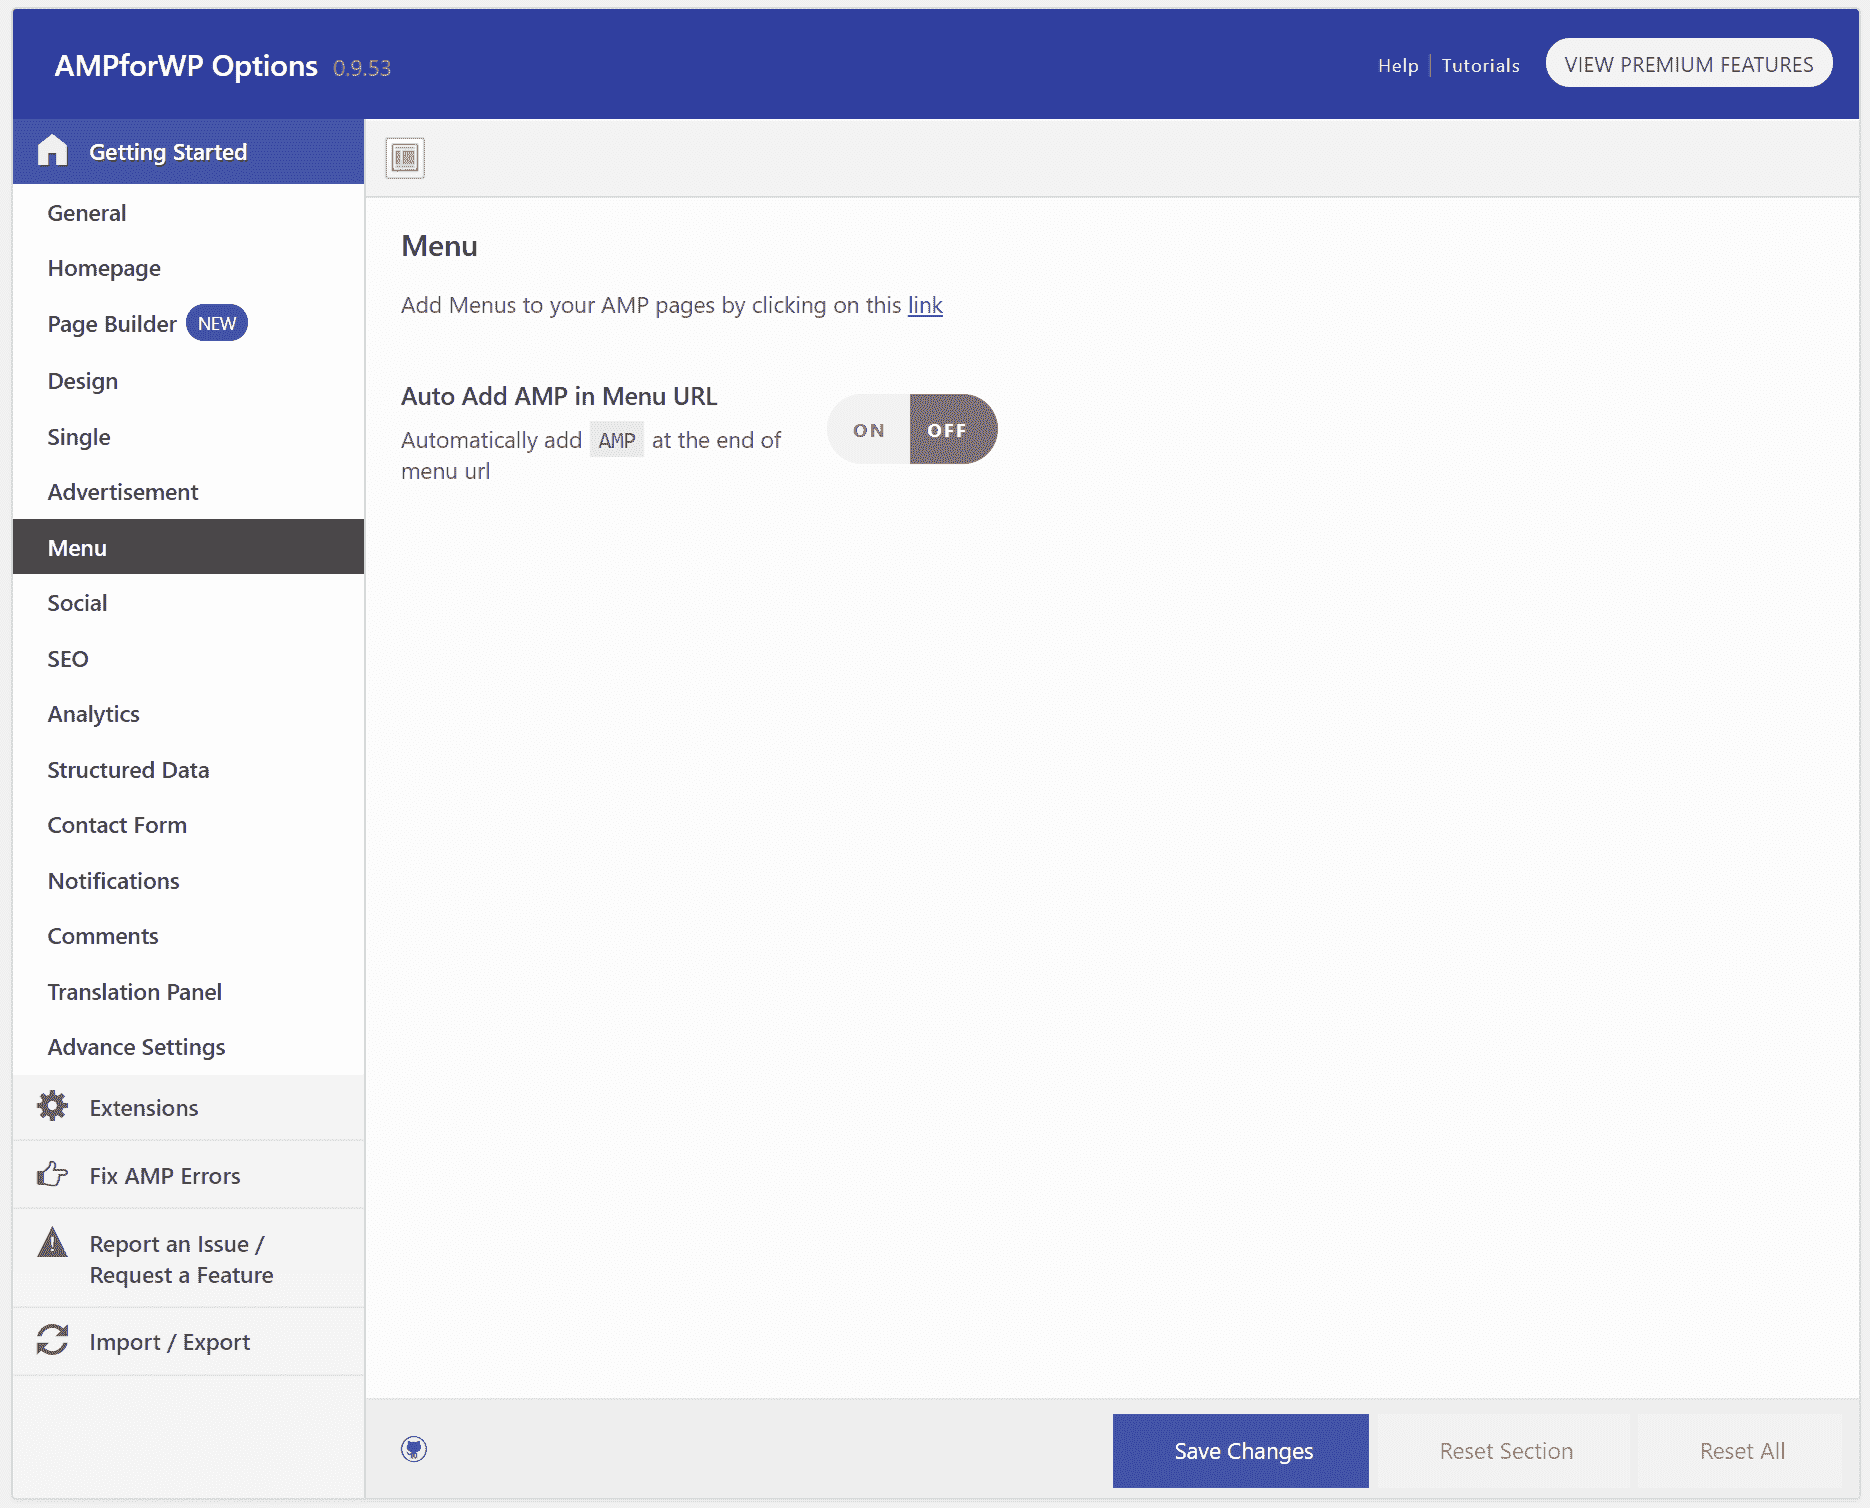 AMPforWP Options 0.9.53
Help | Tutorials
VIEW PREMIUM FEATURES
Getting Started
General
Homepage
Page Builder NEW
Design
Single
Advertisement
Menu
Social
SEO
Analytics
Structured Data
Contact Form
Notifications
Comments
Translation Panel
Advance Settings
Extensions
Fix AMP Errors
Report an Issue /
Request a Feature
Import / Export
Menu
Add Menus to your AMP pages by clicking on this link
Auto Add AMP in Menu URL
Automatically add AMP at the end of
menu url
ON OFF
Save Changes
Reset Section
Reset All